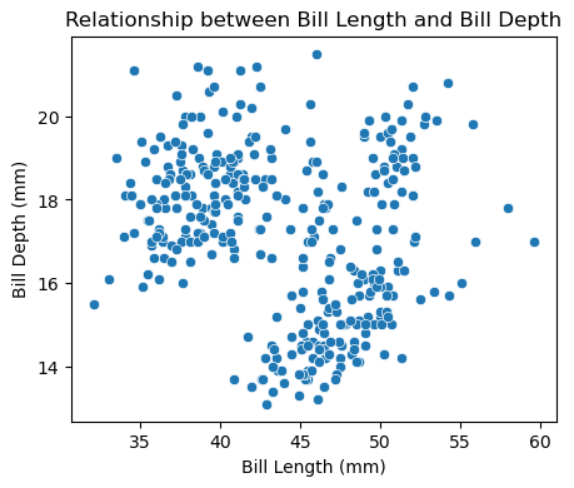 Relationship between Bill Length and Bill Depth
Bill Depth (mm)
20
18
16
14
35 40 45 50 55 60
Bill Length (mm)